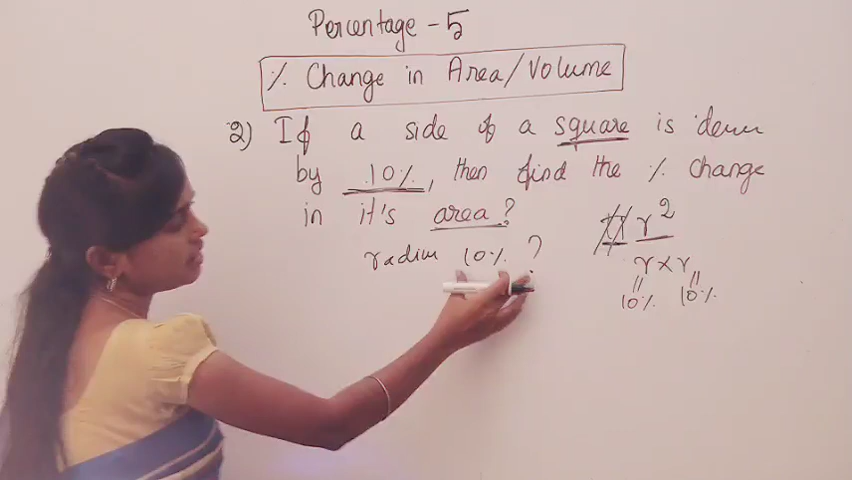 Percentage - 5
% Change in Area/Volume
2) If a side of a square is
by 10%, then find the % change
in it's area?
radius 10% ?
π r²
r x r
10% 10%